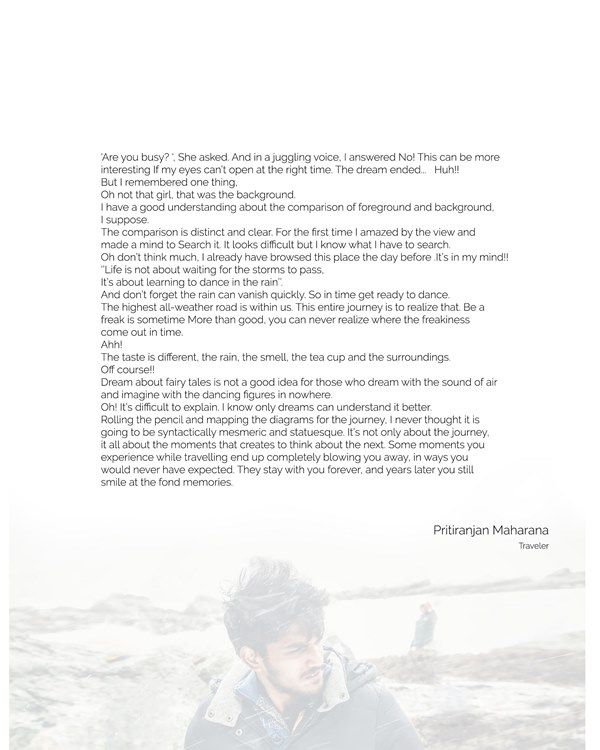 'Are you busy? ', She asked. And in a juggling voice, I answered No! This can be more
interesting If my eyes can't open at the right time. The dream ended... Huh!!
But I remembered one thing,
Oh not that girl, that was the background.
I have a good understanding about the comparison of foreground and background,
I suppose.
The comparison is distinct and clear. For the first time I amazed by the view and
made a mind to Search it. It looks difficult but I know what I have to search.
Oh don't think much, I already have browsed this place the day before .It's in my mind!!
"Life is not about waiting for the storms to pass,
It's about learning to dance in the rain".
And don't forget the rain can vanish quickly. So in time get ready to dance.
The highest all-weather road is within us. This entire journey is to realize that. Be a
freak is sometime More than good, you can never realize where the freakiness
come out in time.
Ahh!
The taste is different, the rain, the smell, the tea cup and the surroundings.
Off course!!
Dream about fairy tales is not a good idea for those who dream with the sound of air
and imagine with the dancing figures in nowhere.
Oh! It's difficult to explain. I know only dreams can understand it better.
Rolling the pencil and mapping the diagrams for the journey, I never thought it is
going to be syntactically mesmeric and statuesque. It's not only about the journey,
it all about the moments that creates to think about the next. Some moments you
experience while travelling end up completely blowing you away, in ways you
would never have expected. They stay with you forever, and years later you still
smile at the fond memories.
Pritiranjan Maharana
Traveler